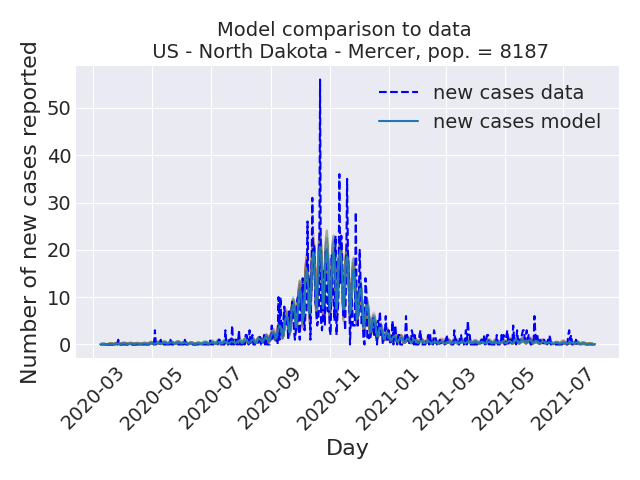 Model comparison to data
US - North Dakota - Mercer, pop. = 8187
Number of new cases reported
50
40
30
20
10
0
new cases data
new cases model
2020-03
2020-05
2020-07
2020-09
2020-11
2021-01
2021-03
2021-05
2021-07
Day